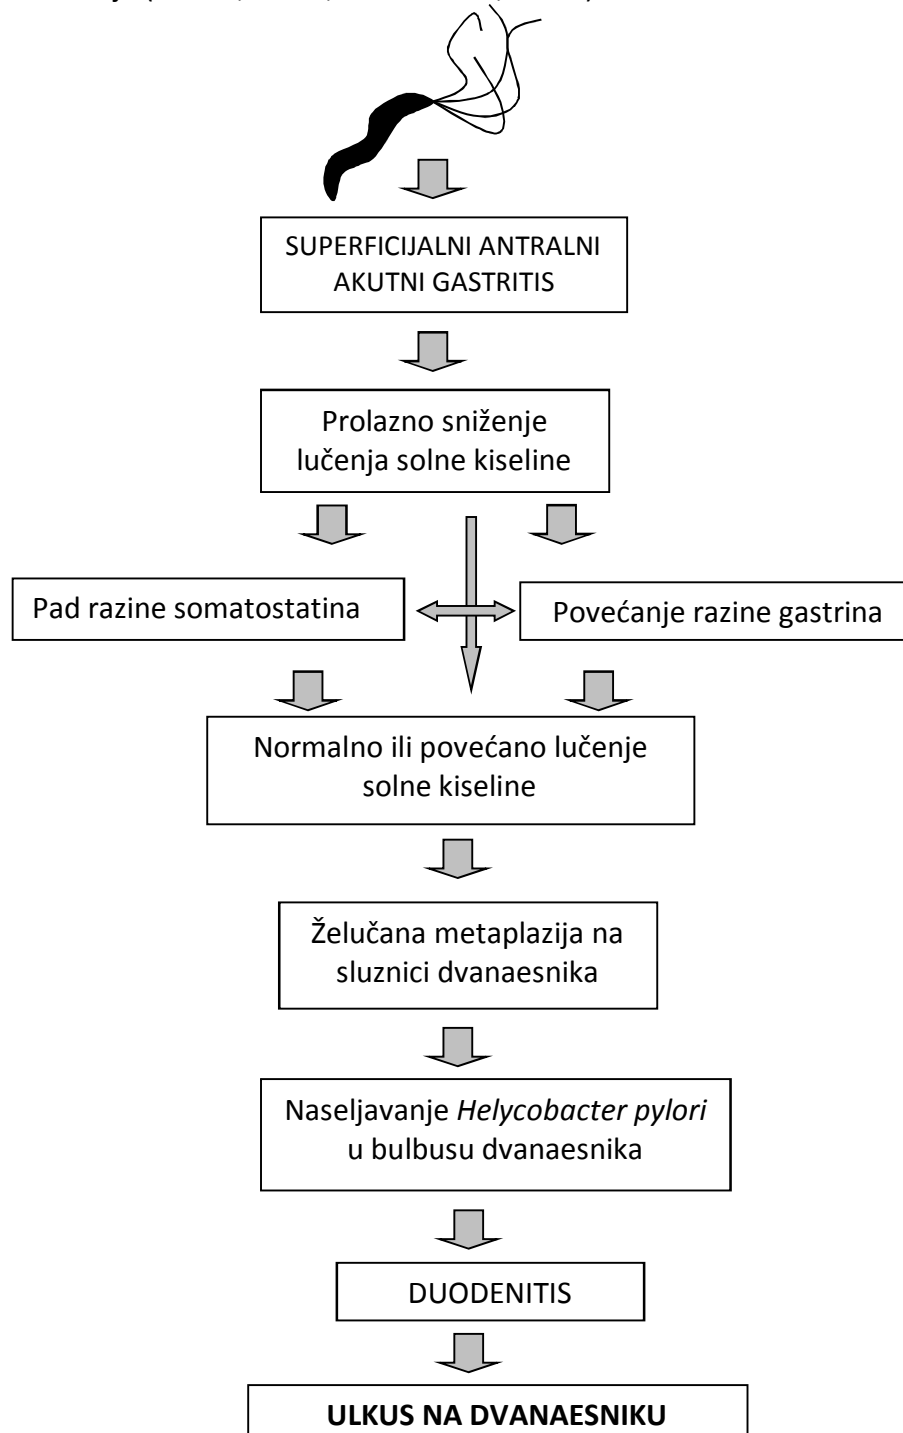 SUPERFICIJALNI ANTRALNI
AKUTNI GASTRITIS
Prolazno sniženje
lučenja solne kiseline
Pad razine somatostatina
Povećanje razine gastrina
Normalno ili povećano lučenje
solne kiseline
Želučana metaplazija na
sluznici dvanaesnika
Naseljavanje Helycobacter pylori
u bulbusu dvanaesnika
DUODENITIS
ULKUS NA DVANAESNIKU